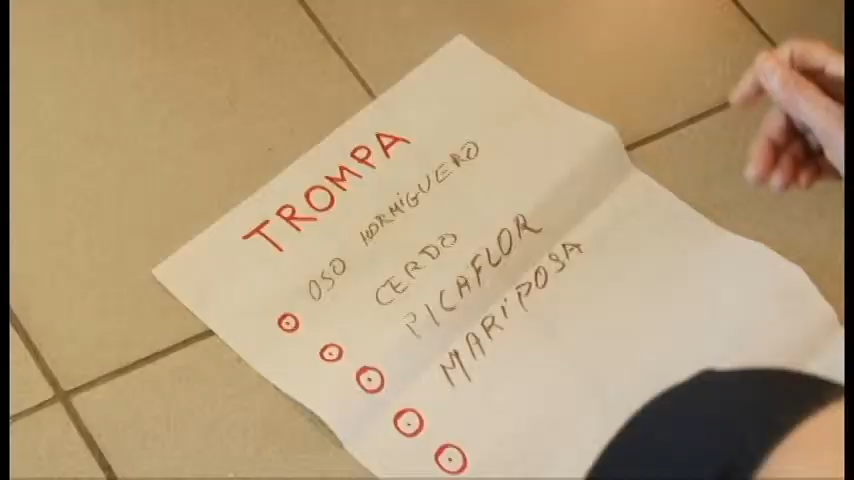 TROMPA
OSO HORMIGUERO
CERDO
PICAFLOR
MARIPOSA